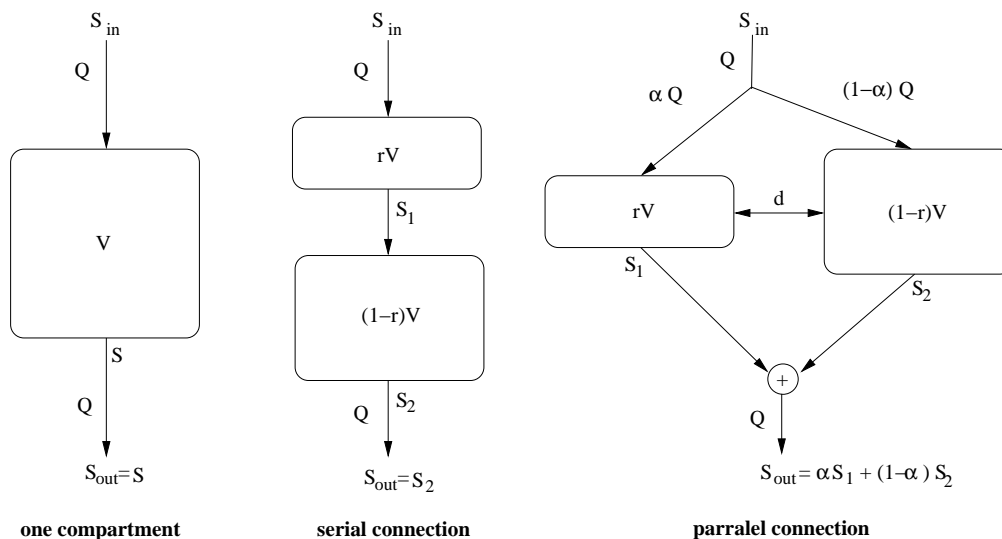 S_in
Q
V
S
Q
S_out=S
one compartment
S_in
Q
rV
S_1
(1−r)V
S_2
Q
S_out=S_2
serial connection
S_in
Q
α Q
(1−α) Q
rV
d
(1−r)V
S_1
S_2
+
Q
S_out= αS_1 + (1−α ) S_2
parralel connection